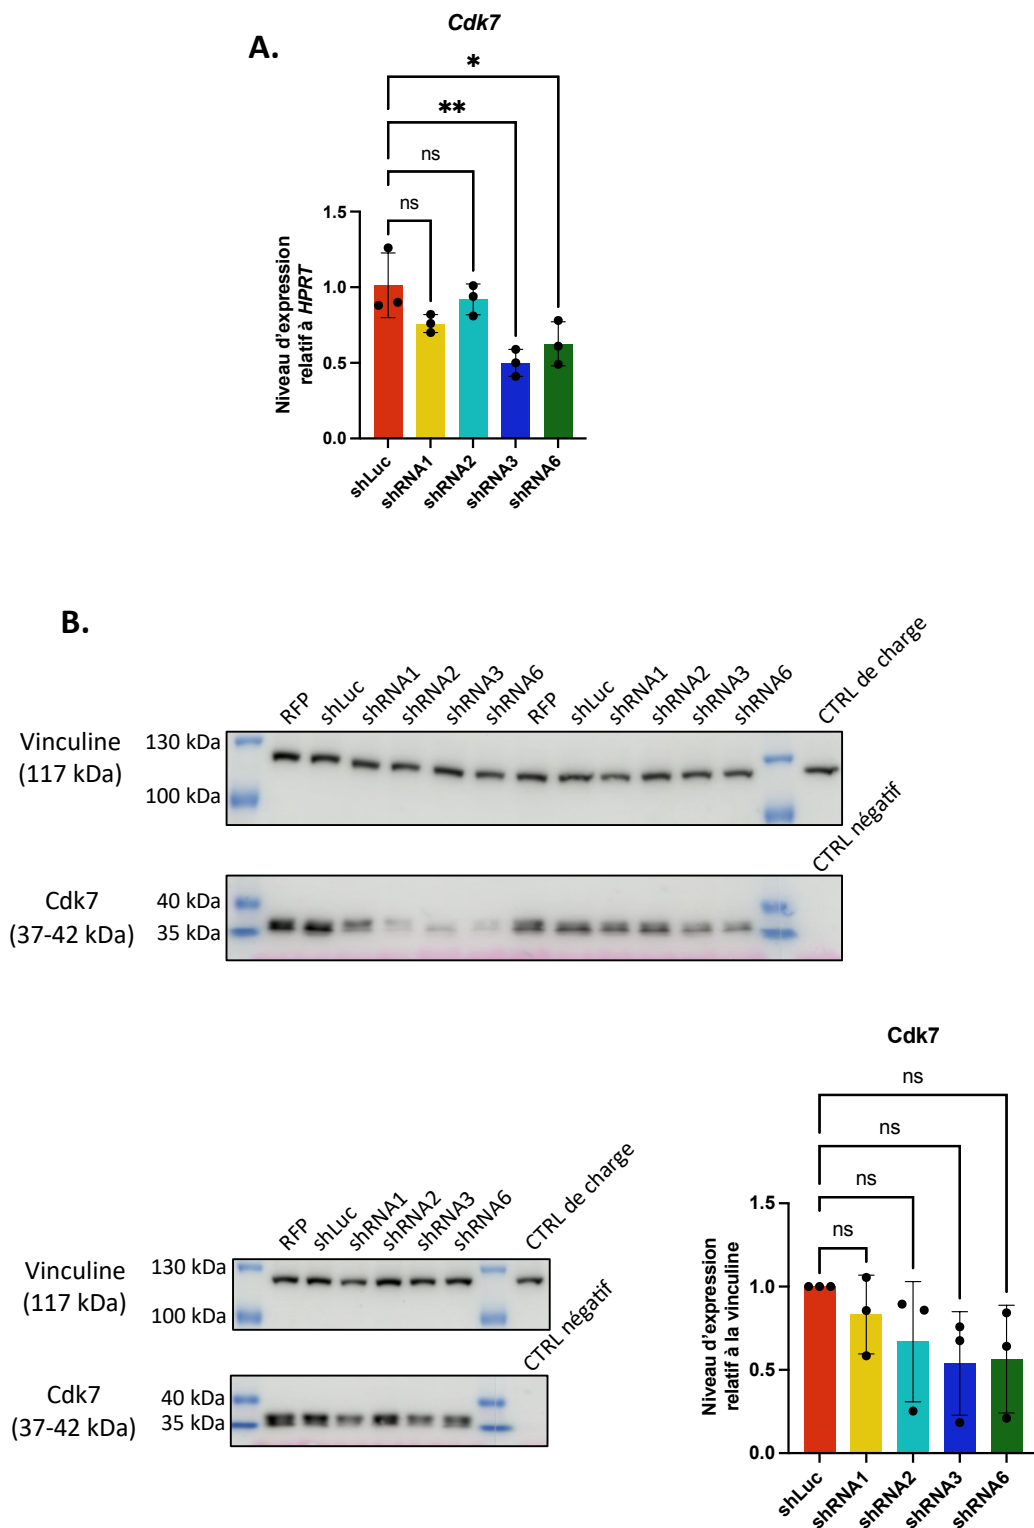 Cdk7
A.
*
**
ns
ns
1.5
1.0
0.5
0.0
Niveau d'expression
relatif à HPRT
shLuc
shRNA1
shRNA2
shRNA3
shRNA6
B.
RFP
shLuc
shRNA1
shRNA2
shRNA3
shRNA6
RFP
shLuc
shRNA1
shRNA2
shRNA3
shRNA6
CTRL de charge
Vinculine
(117 kDa)
130 kDa
100 kDa
CTRL négatif
Cdk7
(37-42 kDa)
40 kDa
35 kDa
RFP
shLuc
shRNA1
shRNA2
shRNA3
shRNA6
CTRL de charge
Vinculine
(117 kDa)
130 kDa
100 kDa
CTRL négatif
Cdk7
(37-42 kDa)
40 kDa
35 kDa
Cdk7
ns
ns
ns
ns
1.5
1.0
0.5
0.0
Niveau d'expression
relatif à la vinculine
shLuc
shRNA1
shRNA2
shRNA3
shRNA6